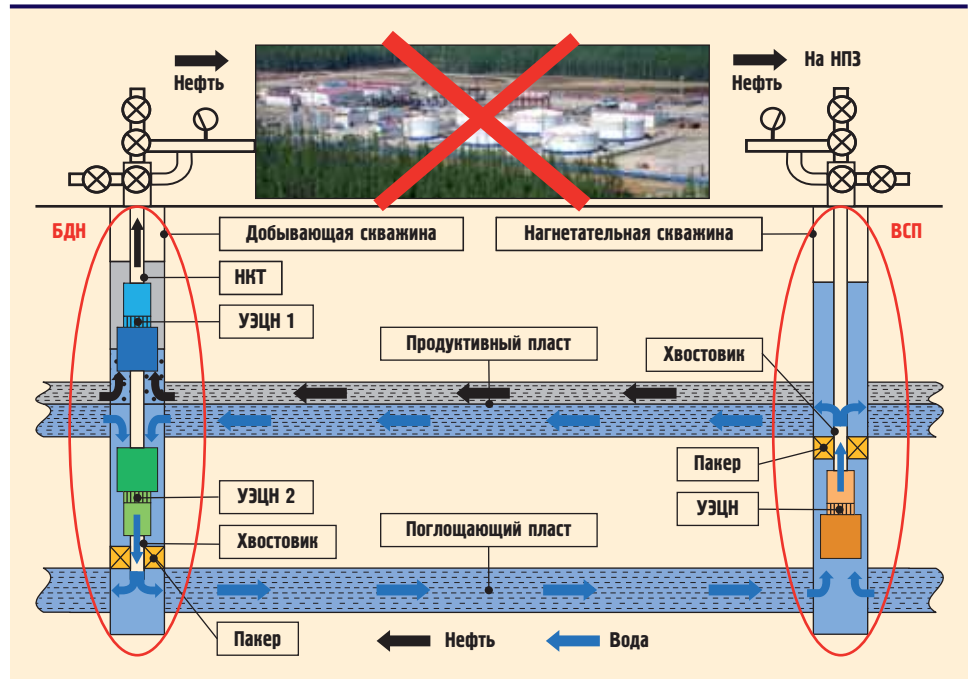 Нефть
Нефть
На НПЗ
БДН
Добывающая скважина
Нагнетательная скважина
ВСП
НКТ
УЭЦН 1
Продуктивный пласт
Хвостовик
Пакер
УЭЦН 2
УЭЦН
Хвостовик
Поглощающий пласт
Пакер
Нефть
Вода